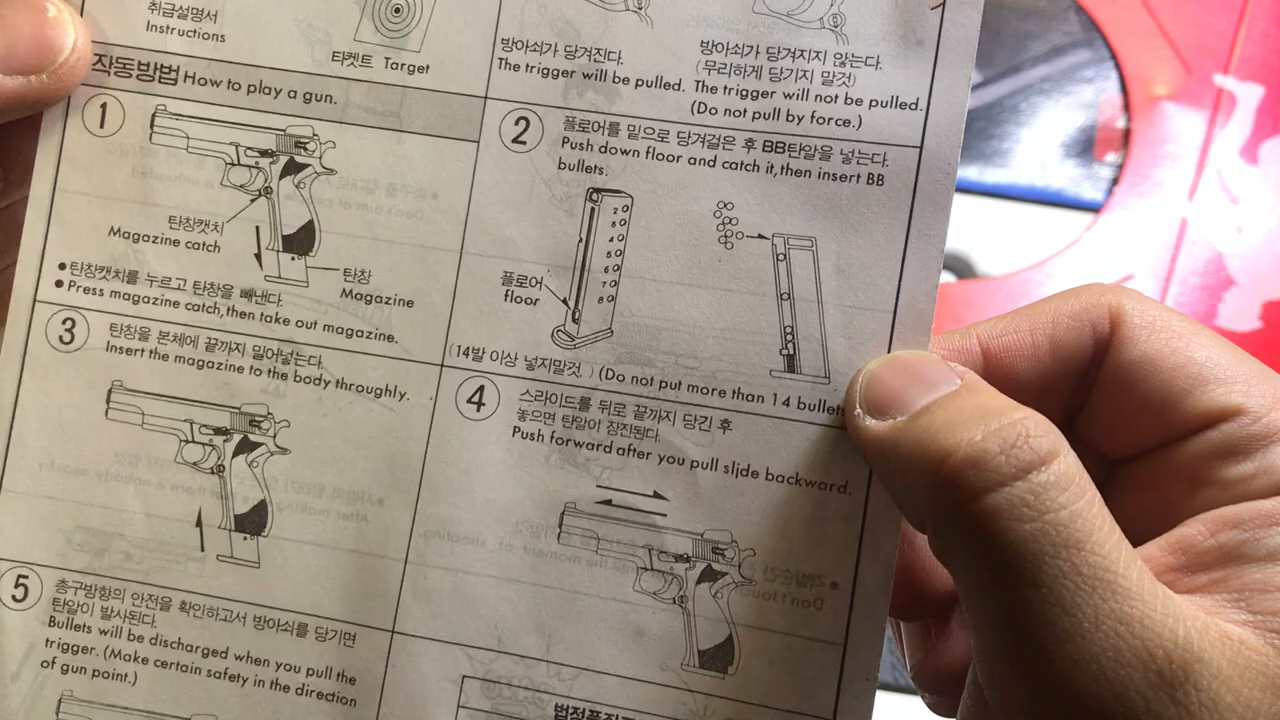 취급설명서
Instructions
타켓트 Target
방아쇠가 당겨진다.
The trigger will be pulled.
방아쇠가 당겨지지 않는다.
(무리하게 당기지 말것)
The trigger will not be pulled.
(Do not pull by force.)
작동방법 How to play a gun.
1
탄창캣치
Magazine catch
탄창
Magazine
●탄창캣치를 누르고 탄창을 빼낸다.
●Press magazine catch, then take out magazine.
2
플로어를 밑으로 당겨걸은 후 BB탄알을 넣는다.
Push down floor and catch it, then insert BB
bullets.
2
3
4
5
6
7
8
플로어
floor
(14발 이상 넣지말것.) (Do not put more than 14 bullets
3
탄창을 본체에 끝까지 밀어넣는다.
Insert the magazine to the body throughly.
4
스라이드를 뒤로 끝까지 당긴 후
놓으면 탄알이 장진된다.
Push forward after you pull slide backward.
5
총구방향의 안전을 확인하고서 방아쇠를 당기면
탄알이 발사된다.
Bullets will be discharged when you pull the
trigger. (Make certain safety in the direction
of gun point.)